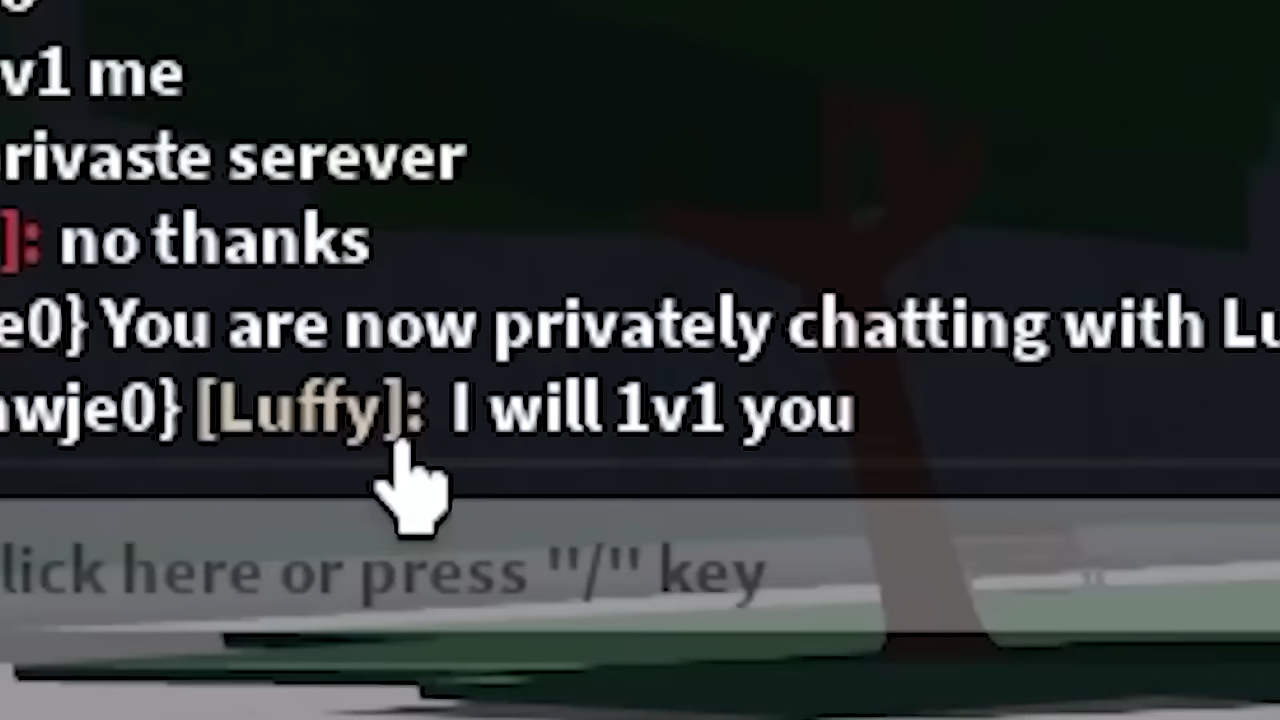 v1 me
rivaste serever
]: no thanks
e0} You are now privately chatting with Lu
wje0} [Luffy]: I will 1v1 you
lick here or press "/" key